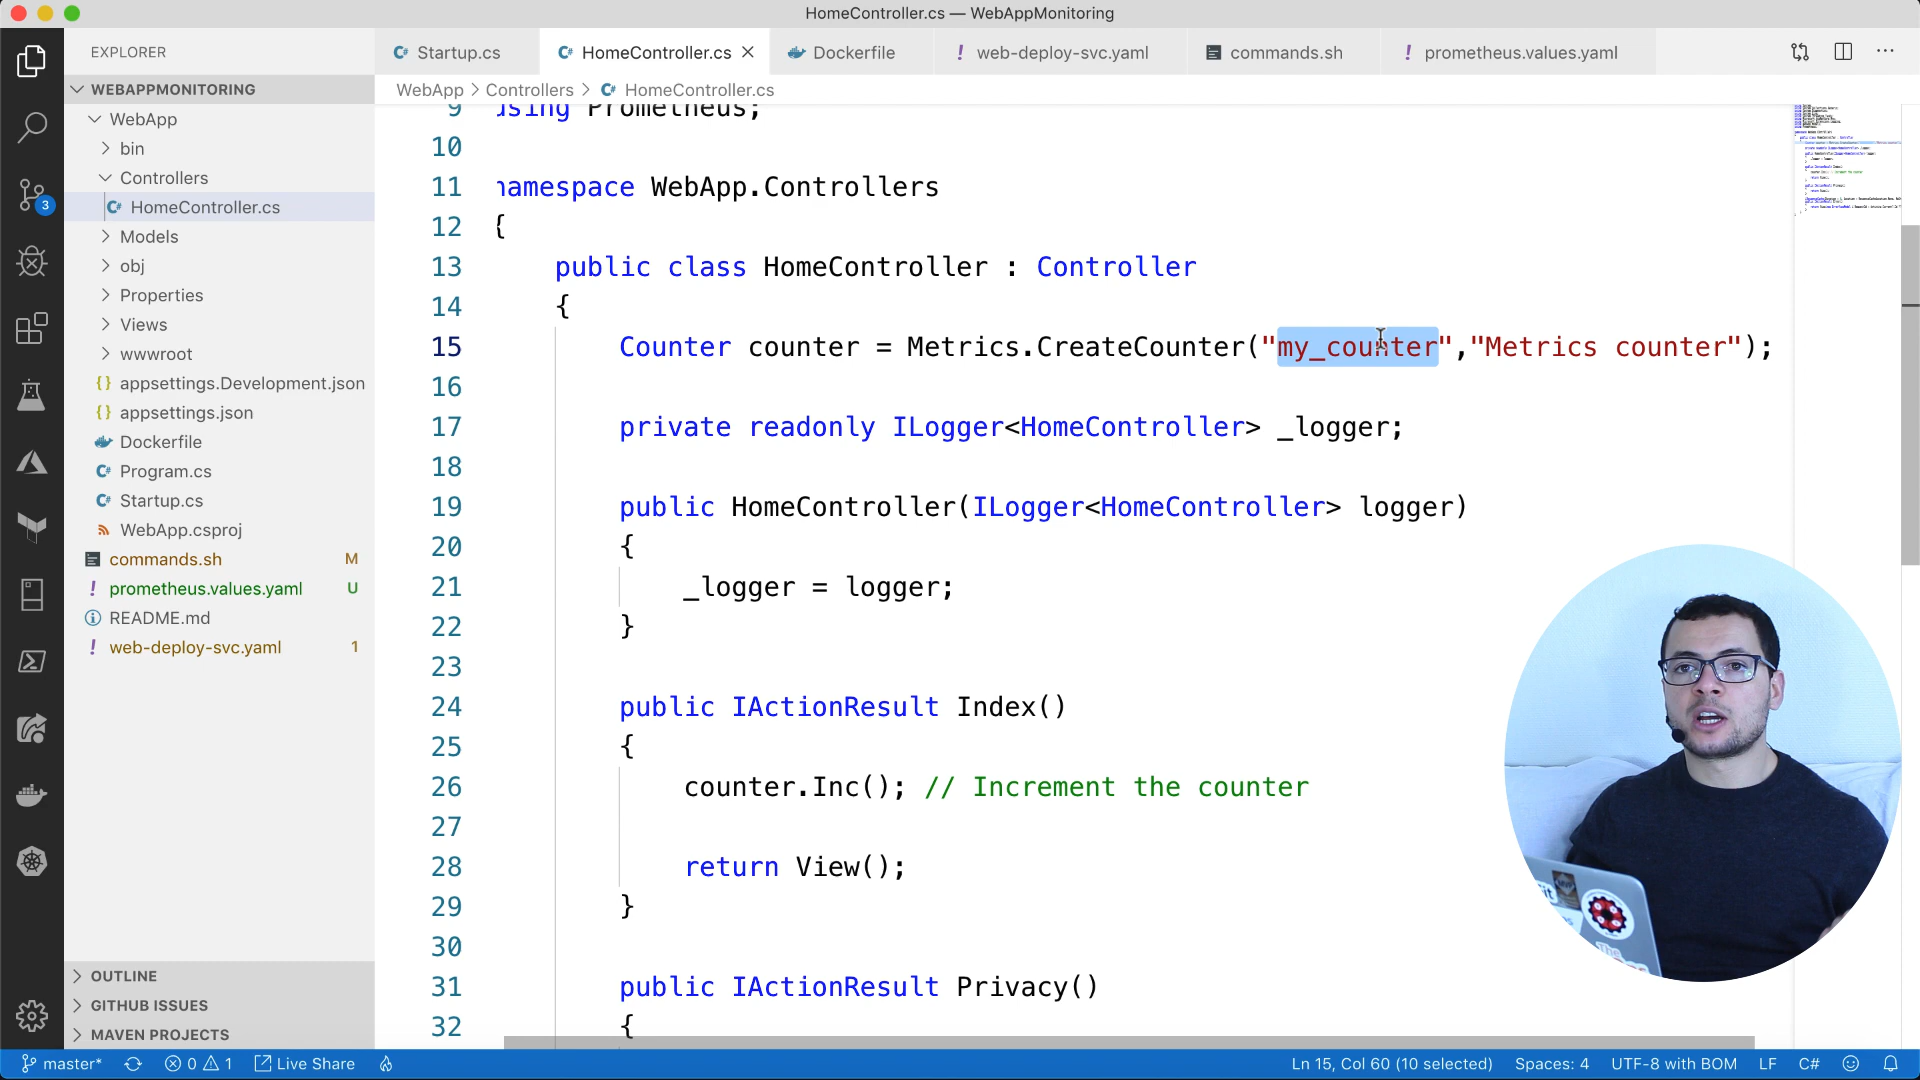 HomeController.cs — WebAppMonitoring
EXPLORER
WEBAPPMONITORING
WebApp
bin
Controllers
HomeController.cs
Models
obj
Properties
Views
wwwroot
{} appsettings.Development.json
{} appsettings.json
Dockerfile
Program.cs
Startup.cs
WebApp.csproj
commands.sh M
! prometheus.values.yaml U
README.md
! web-deploy-svc.yaml 1
OUTLINE
GITHUB ISSUES
MAVEN PROJECTS
3
Startup.cs
HomeController.cs
Dockerfile
! web-deploy-svc.yaml
commands.sh
! prometheus.values.yaml
WebApp > Controllers > HomeController.cs
9 using Prometheus;
10
11 namespace WebApp.Controllers
12 {
13 public class HomeController : Controller
14 {
15 Counter counter = Metrics.CreateCounter("my_counter","Metrics counter");
16
17 private readonly ILogger<HomeController> _logger;
18
19 public HomeController(ILogger<HomeController> logger)
20 {
21 _logger = logger;
22 }
23
24 public IActionResult Index()
25 {
26 counter.Inc(); // Increment the counter
27
28 return View();
29 }
30
31 public IActionResult Privacy()
32 {
master* 0 1 Live Share
Ln 15, Col 60 (10 selected) Spaces: 4 UTF-8 with BOM LF C#